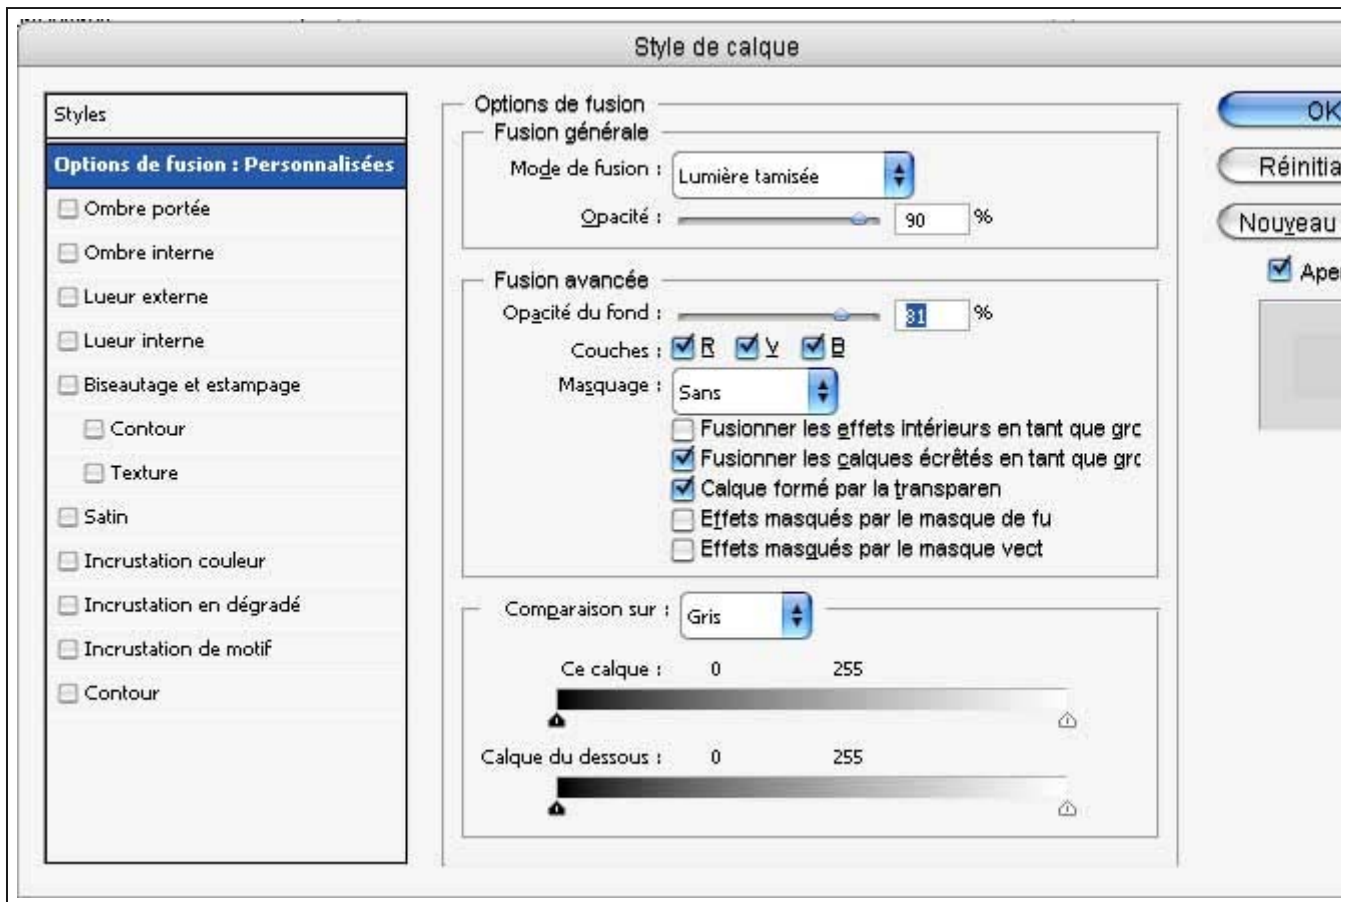 Style de calque
Styles
Options de fusion : Personnalisées
Ombre portée
Ombre interne
Lueur externe
Lueur interne
Biseautage et estampage
Contour
Texture
Satin
Incrustation couleur
Incrustation en dégradé
Incrustation de motif
Contour
Options de fusion
Fusion générale
Mode de fusion : Lumière tamisée
Opacité : 90 %
Fusion avancée
Opacité du fond : 81 %
Couches : R V B
Masquage : Sans
Fusionner les effets intérieurs en tant que grc
Fusionner les calques écrêtés en tant que grc
Calque formé par la transparen
Effets masqués par le masque de fu
Effets masqués par le masque vect
Comparaison sur : Gris
Ce calque : 0 255
Calque du dessous : 0 255
OK
Réinitia
Nouveau
Ape